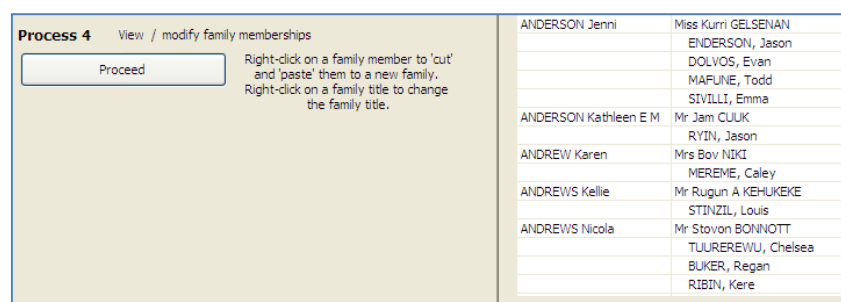 Process 4 View / modify family memberships
Proceed
Right-click on a family member to 'cut'
and 'paste' them to a new family.
Right-click on a family title to change
the family title.
ANDERSON Jenni Miss Kurri GELSENAN
ENDERSON, Jason
DOLVOS, Evan
MAFUNE, Todd
SIVILLI, Emma
ANDERSON Kathleen E M Mr Jam CUUK
RYIN, Jason
ANDREW Karen Mrs Bov NIKI
MEREME, Caley
ANDREWS Kellie Mr Rugun A KEHUKEKE
STINZIL, Louis
ANDREWS Nicola Mr Stovon BONNOTT
TUUREREWU, Chelsea
BUKER, Regan
RIBIN, Kere